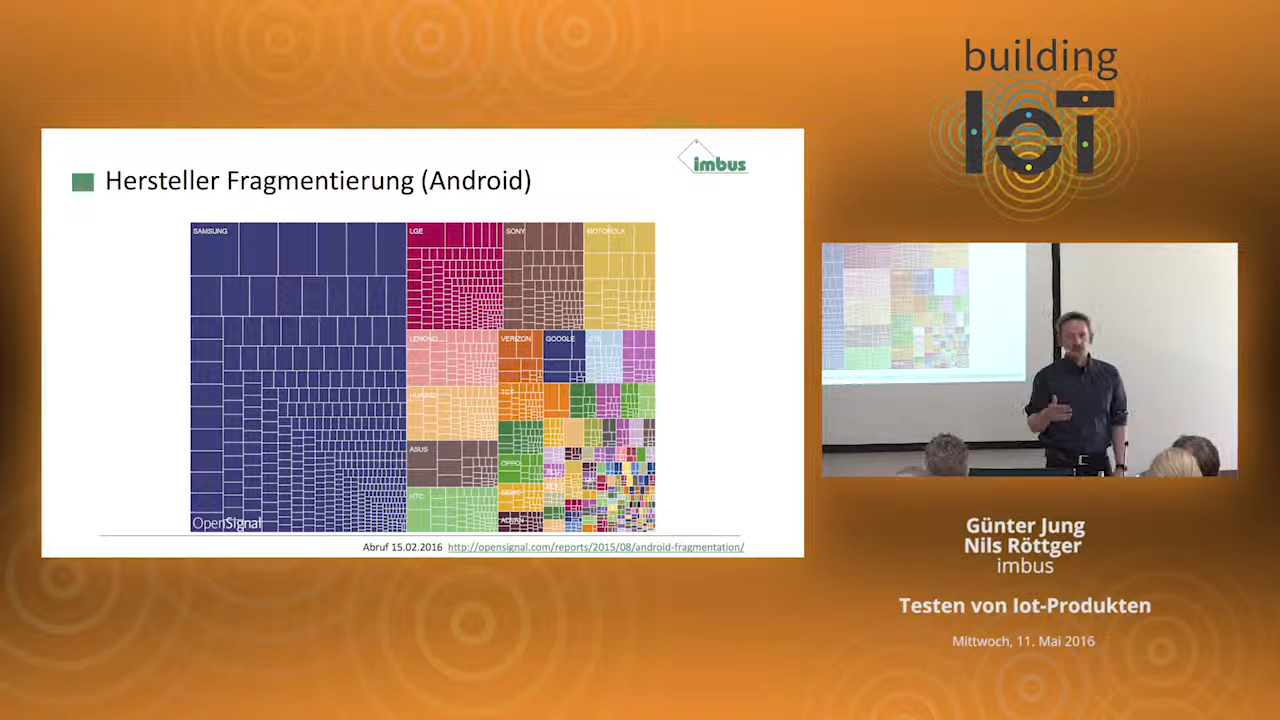 building
IoT
imbus
Hersteller Fragmentierung (Android)
SAMSUNG
LGE
SONY
MOTOROLA
LENOVO
VERIZON
GOOGLE
HUAWEI
TCT
ASUS
OPPO
HTC
OpenSignal
Abruf 15.02.2016 http://opensignal.com/reports/2015/08/android-fragmentation/
Günter Jung
Nils Röttger
imbus
Testen von Iot-Produkten
Mittwoch, 11. Mai 2016